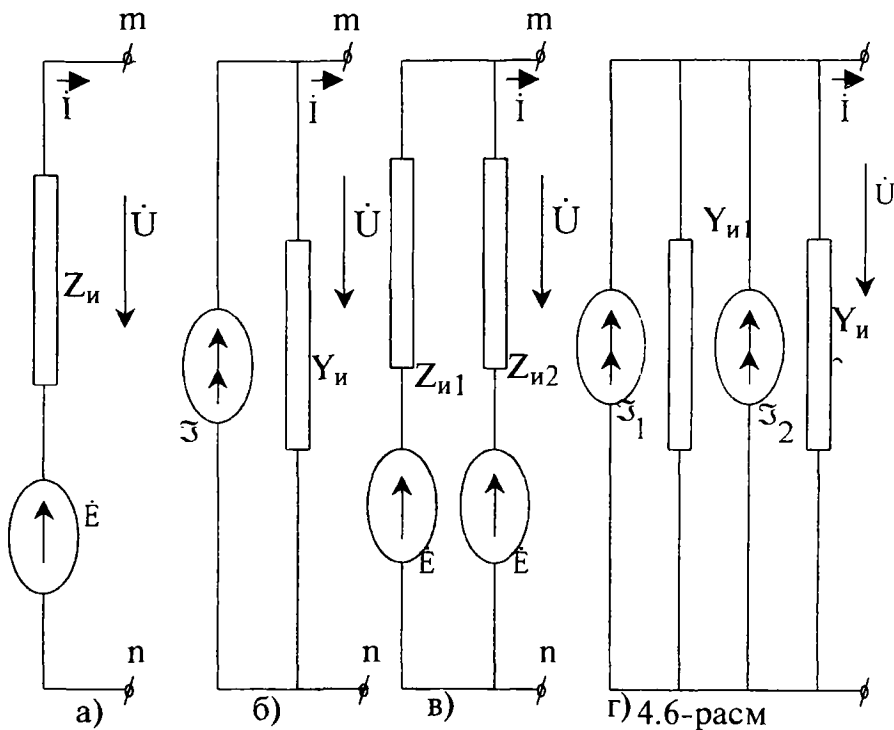 m
İ
U̇
Zи
Ė
n
а)
m
İ
U̇
Yи
ℑ
n
б)
m
İ
U̇
Zи1
Zи2
Ė
Ė
n
в)
İ
U̇
Yи1
Yи
ℑ1
ℑ2
г) 4.6-расм